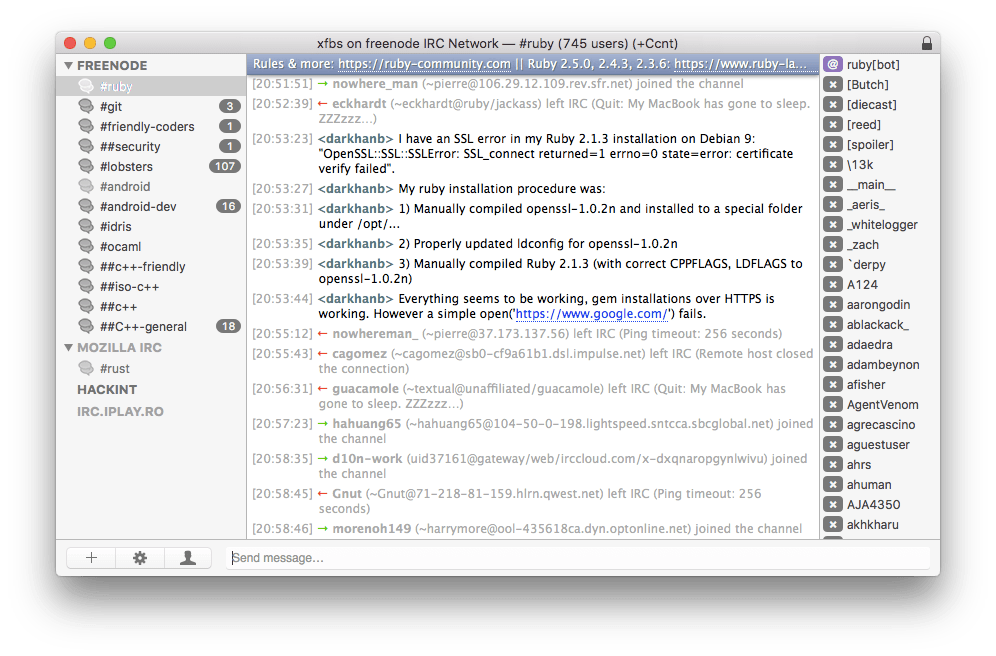 xfbs on freenode IRC Network — #ruby (745 users) (+Ccnt)
FREENODE
#ruby
#git 3
#friendly-coders 1
##security 1
#lobsters 107
#android
#android-dev 16
#idris
#ocaml
##c++-friendly
##iso-c++
##c++
##C++-general 18
MOZILLA IRC
#rust
HACKINT
IRC.IPLAY.RO
Rules & more: https://ruby-community.com || Ruby 2.5.0, 2.4.3, 2.3.6: https://www.ruby-la...
[20:51:51] → nowhere_man (~pierre@106.29.12.109.rev.sfr.net) joined the channel
[20:52:39] ← eckhardt (~eckhardt@ruby/jackass) left IRC (Quit: My MacBook has gone to sleep.
ZZZzzz…)
[20:53:23] <darkhanb> I have an SSL error in my Ruby 2.1.3 installation on Debian 9:
"OpenSSL::SSL::SSLError: SSL_connect returned=1 errno=0 state=error: certificate
verify failed".
[20:53:27] <darkhanb> My ruby installation procedure was:
[20:53:31] <darkhanb> 1) Manually compiled openssl-1.0.2n and installed to a special folder
under /opt/...
[20:53:35] <darkhanb> 2) Properly updated ldconfig for openssl-1.0.2n
[20:53:39] <darkhanb> 3) Manually compiled Ruby 2.1.3 (with correct CPPFLAGS, LDFLAGS to
openssl-1.0.2n)
[20:53:44] <darkhanb> Everything seems to be working, gem installations over HTTPS is
working. However a simple open('https://www.google.com/') fails.
[20:55:12] ← nowhereman_ (~pierre@37.173.137.56) left IRC (Ping timeout: 256 seconds)
[20:55:43] ← cagomez (~cagomez@sb0-cf9a61b1.dsl.impulse.net) left IRC (Remote host closed
the connection)
[20:56:31] ← guacamole (~textual@unaffiliated/guacamole) left IRC (Quit: My MacBook has
gone to sleep. ZZZzzz…)
[20:57:23] → hahuang65 (~hahuang65@104-50-0-198.lightspeed.sntcca.sbcglobal.net) joined
the channel
[20:58:35] → d10n-work (uid37161@gateway/web/irccloud.com/x-dxqnaropgynlwivu) joined
the channel
[20:58:45] ← Gnut (~Gnut@71-218-81-159.hlrn.qwest.net) left IRC (Ping timeout: 256
seconds)
[20:58:46] → morenoh149 (~harrymore@ool-435618ca.dyn.optonline.net) joined the channel
@ ruby[bot]
[Butch]
[diecast]
[reed]
[spoiler]
\13k
__main__
_aeris_
_whitelogger
_zach
`derpy
A124
aarongodin
ablackack_
adaedra
adambeynon
afisher
AgentVenom
agrecascino
aguestuser
ahrs
ahuman
AJA4350
akhkharu
Send message...